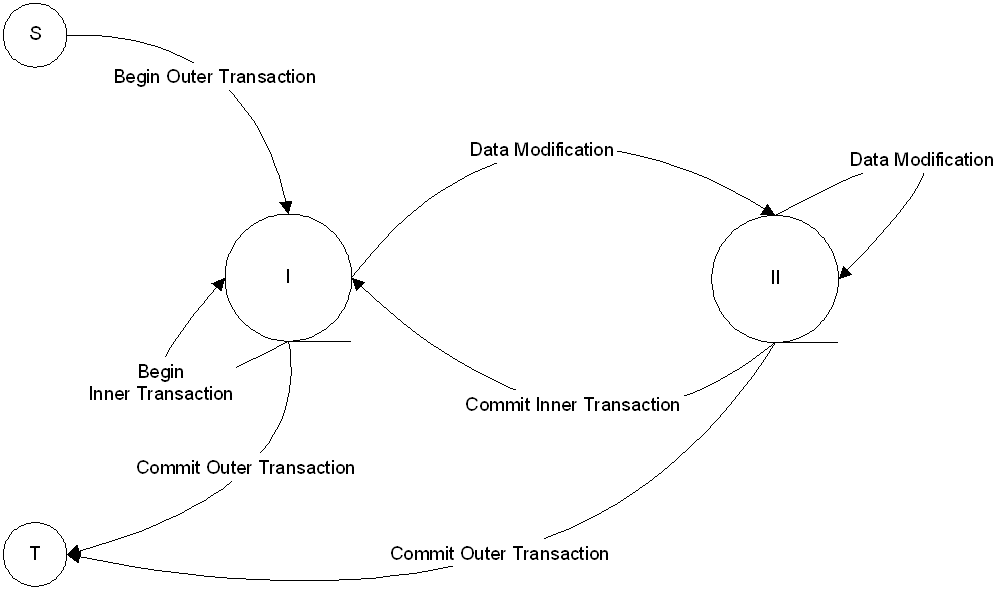 S
Begin Outer Transaction
Data Modification
Data Modification
I
II
Begin
Inner Transaction
Commit Inner Transaction
Commit Outer Transaction
T
Commit Outer Transaction